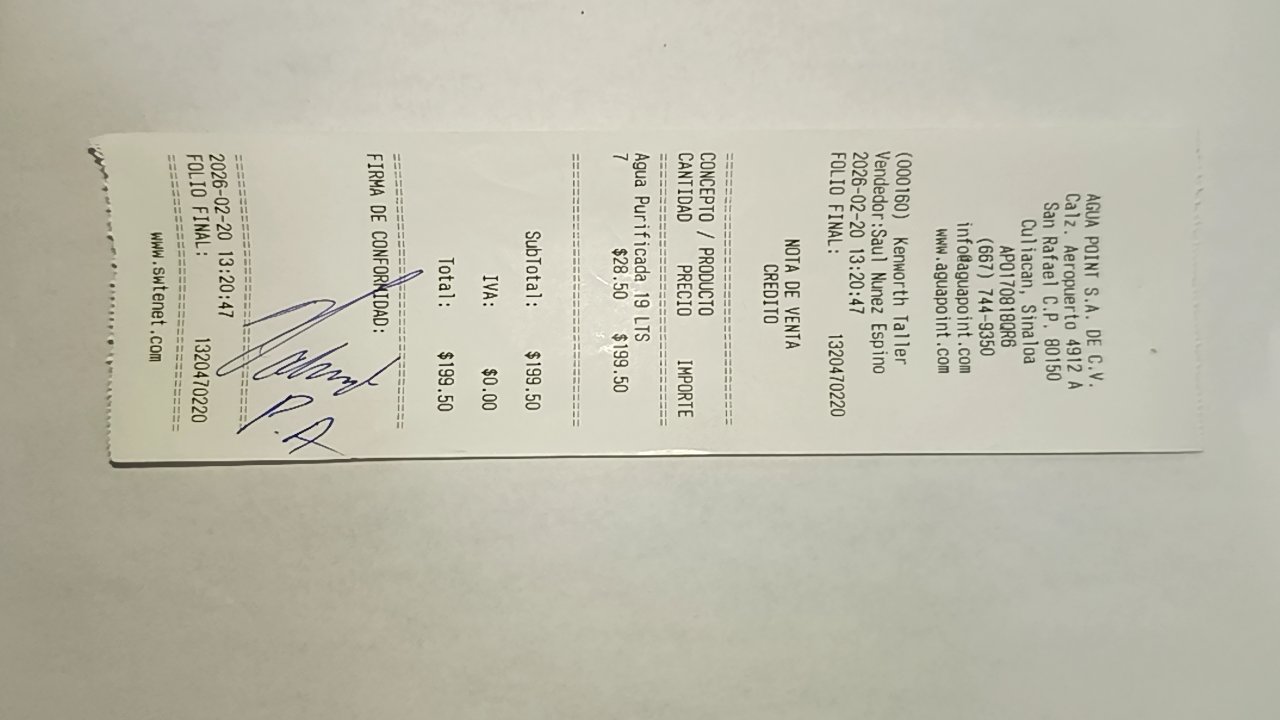 AGUA POINT S.A. DE C.V.
Calz. Aeropuerto 4912 A
San Rafael C.P. 80150
Culiacan, Sinaloa
APO170818QR6
(667) 744-9350
info@aguapoint.com
www.aguapoint.com
(000160) Kenworth Taller
Vendedor:Saul Nunez Espino
2026-02-20 13:20:47
FOLIO FINAL: 1320470220
NOTA DE VENTA
CREDITO
CONCEPTO / PRODUCTO
CANTIDAD PRECIO IMPORTE
Agua Purificada 19 LTS
7 $28.50 $199.50
SubTotal: $199.50
IVA: $0.00
Total: $199.50
FIRMA DE CONFORMIDAD:
P.A
2026-02-20 13:20:47
FOLIO FINAL: 1320470220
www.swtenet.com